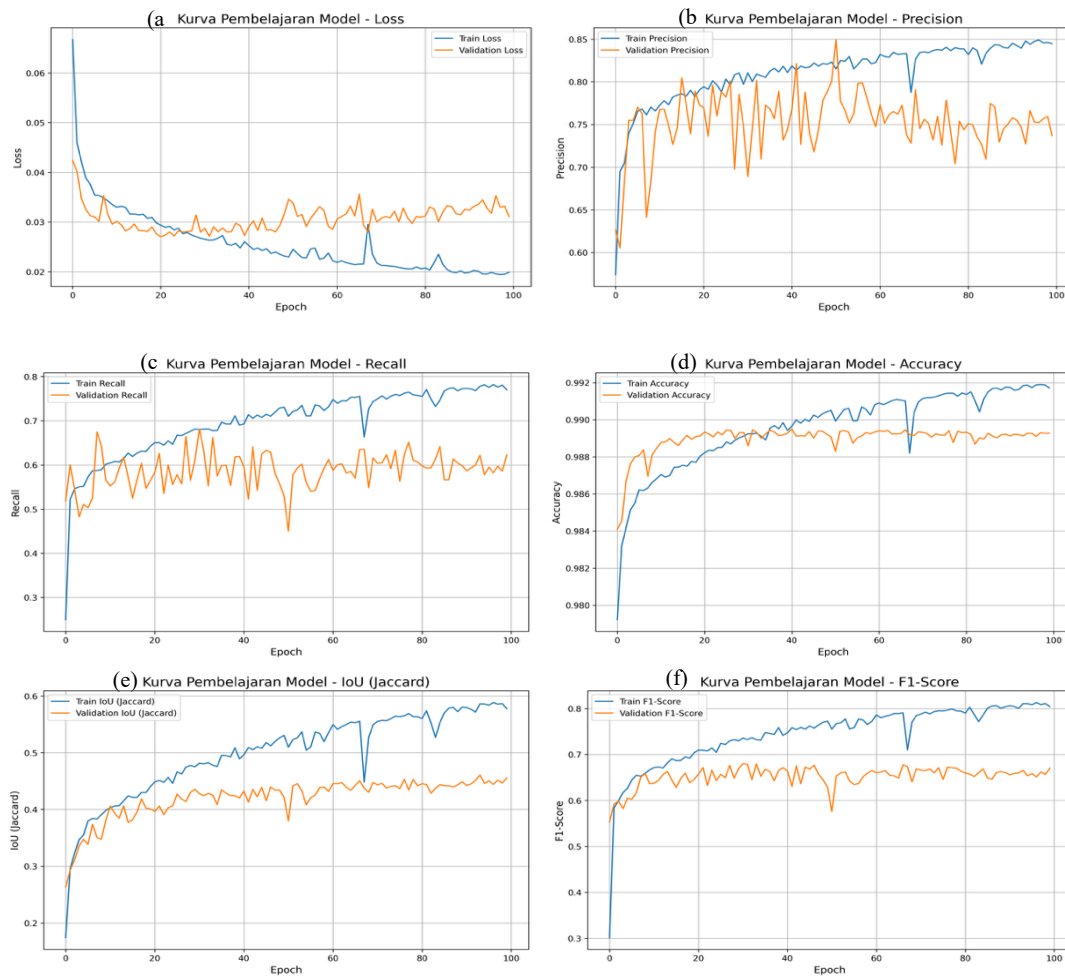 (a)
Kurva Pembelajaran Model - Loss
Train Loss
Validation Loss
Loss
0.06
0.05
0.04
0.03
0.02
0
20
40
60
80
100
Epoch
(b)
Kurva Pembelajaran Model - Precision
Train Precision
Validation Precision
Precision
0.85
0.80
0.75
0.70
0.65
0.60
0
20
40
60
80
100
Epoch
(c)
Kurva Pembelajaran Model - Recall
Train Recall
Validation Recall
Recall
0.8
0.7
0.6
0.5
0.4
0.3
0
20
40
60
80
100
Epoch
(d)
Kurva Pembelajaran Model - Accuracy
Train Accuracy
Validation Accuracy
Accuracy
0.992
0.990
0.988
0.986
0.984
0.982
0.980
0
20
40
60
80
100
Epoch
(e)
Kurva Pembelajaran Model - IoU (Jaccard)
Train IoU (Jaccard)
Validation IoU (Jaccard)
IoU (Jaccard)
0.6
0.5
0.4
0.3
0.2
0
20
40
60
80
100
Epoch
(f)
Kurva Pembelajaran Model - F1-Score
Train F1-Score
Validation F1-Score
F1-Score
0.8
0.7
0.6
0.5
0.4
0.3
0
20
40
60
80
100
Epoch